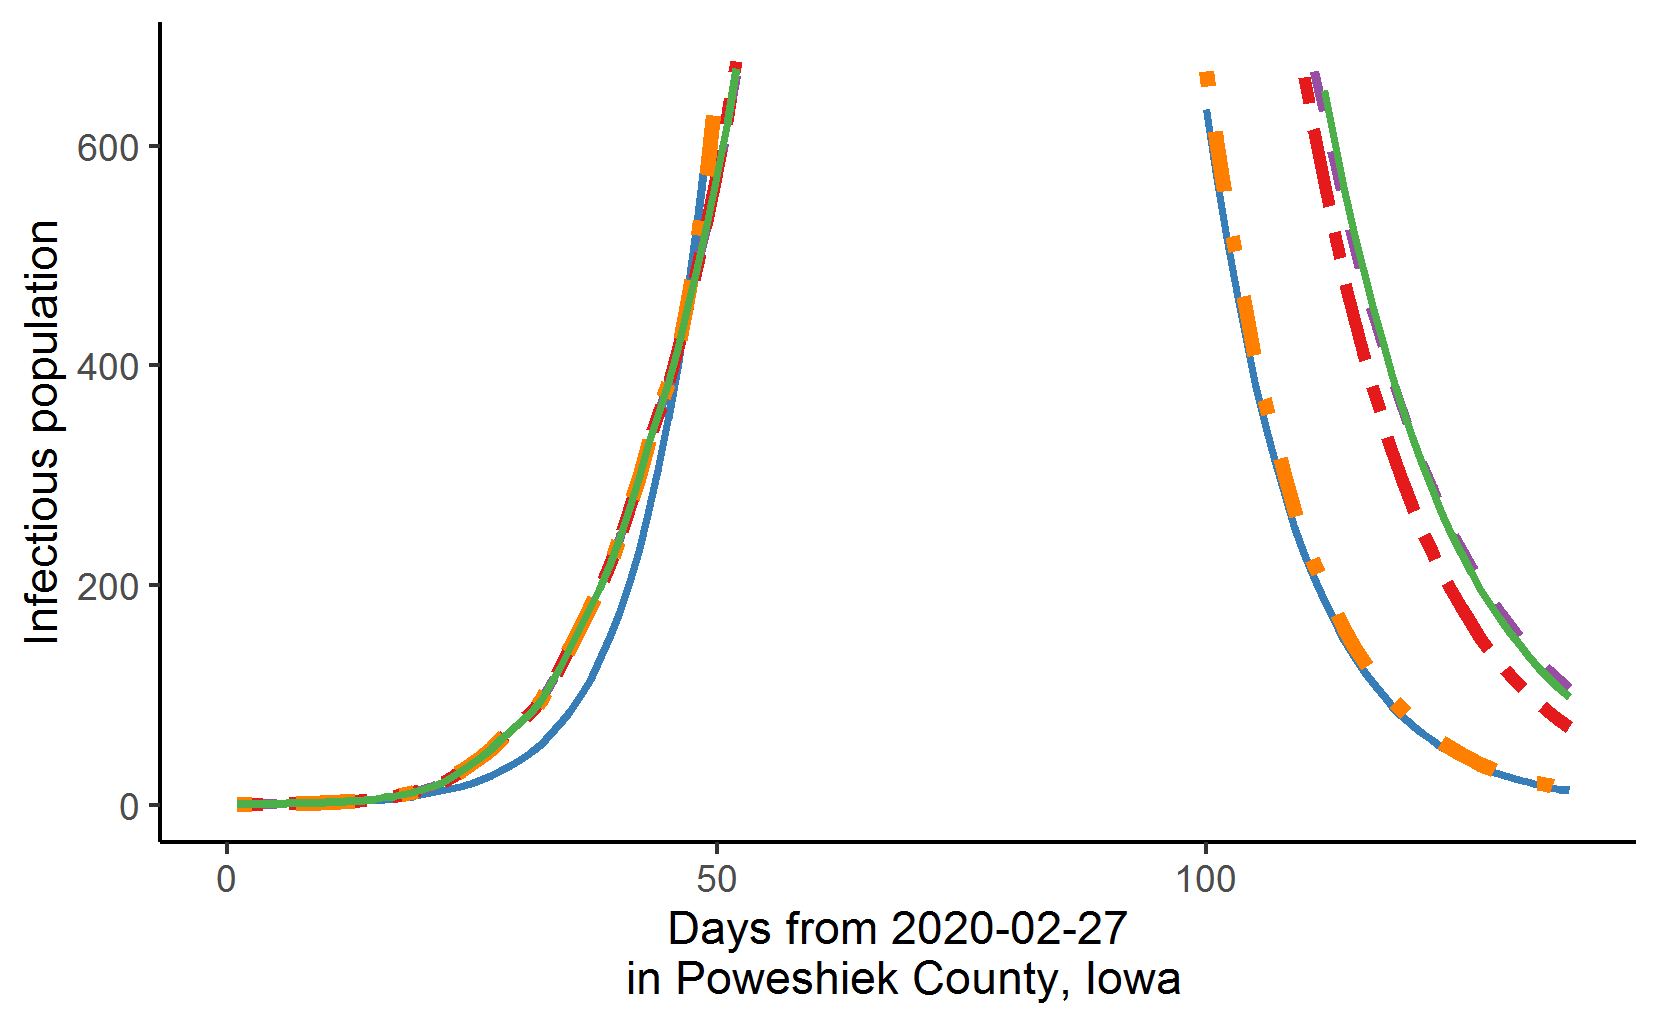 Infectious population
600
400
200
0
0 50 100
Days from 2020-02-27
in Poweshiek County, Iowa